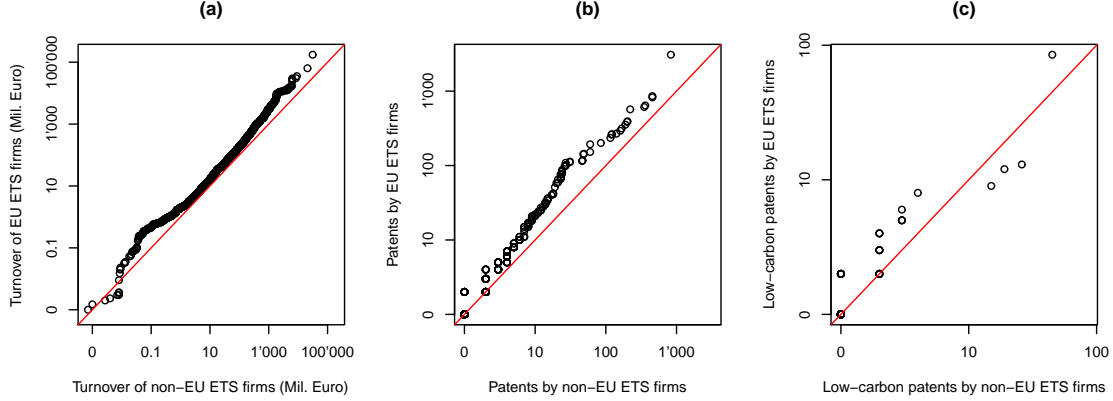 (a)
Turnover of EU ETS firms (Mil. Euro)
100'000
1000
10
0.1
0
0
0.1
10
1'000
100'000
Turnover of non−EU ETS firms (Mil. Euro)
(b)
Patents by EU ETS firms
1'000
100
10
0
0
10
100
1'000
Patents by non−EU ETS firms
(c)
Low−carbon patents by EU ETS firms
100
10
0
0
10
100
Low−carbon patents by non−EU ETS firms